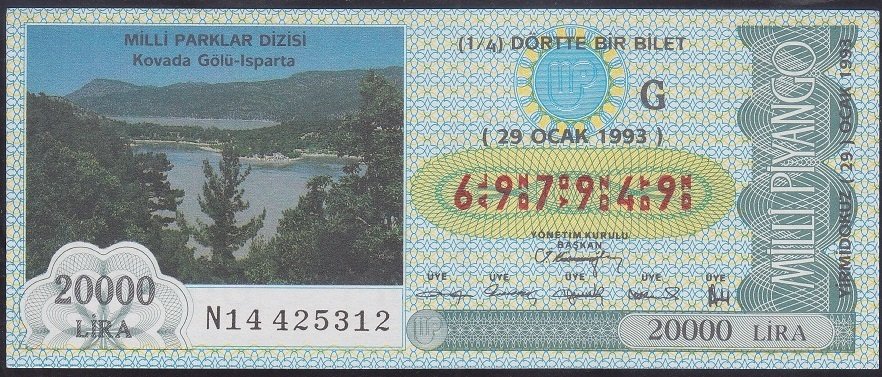 MİLLİ PARKLAR DİZİSİ
Kovada Gölü-Isparta
20000
LİRA
N14 425312
(1/4) DÖRTTE BİR BİLET
MP
G
( 29 OCAK 1993 )
6 9 7 9 4 9
YÖNETİM KURULU
BAŞKAN
ÜYE ÜYE ÜYE ÜYE ÜYE
MP
20000 LİRA
MİLLİ PİYANGO
YİRMİDOKUZ ( 29 ) OCAK 1993